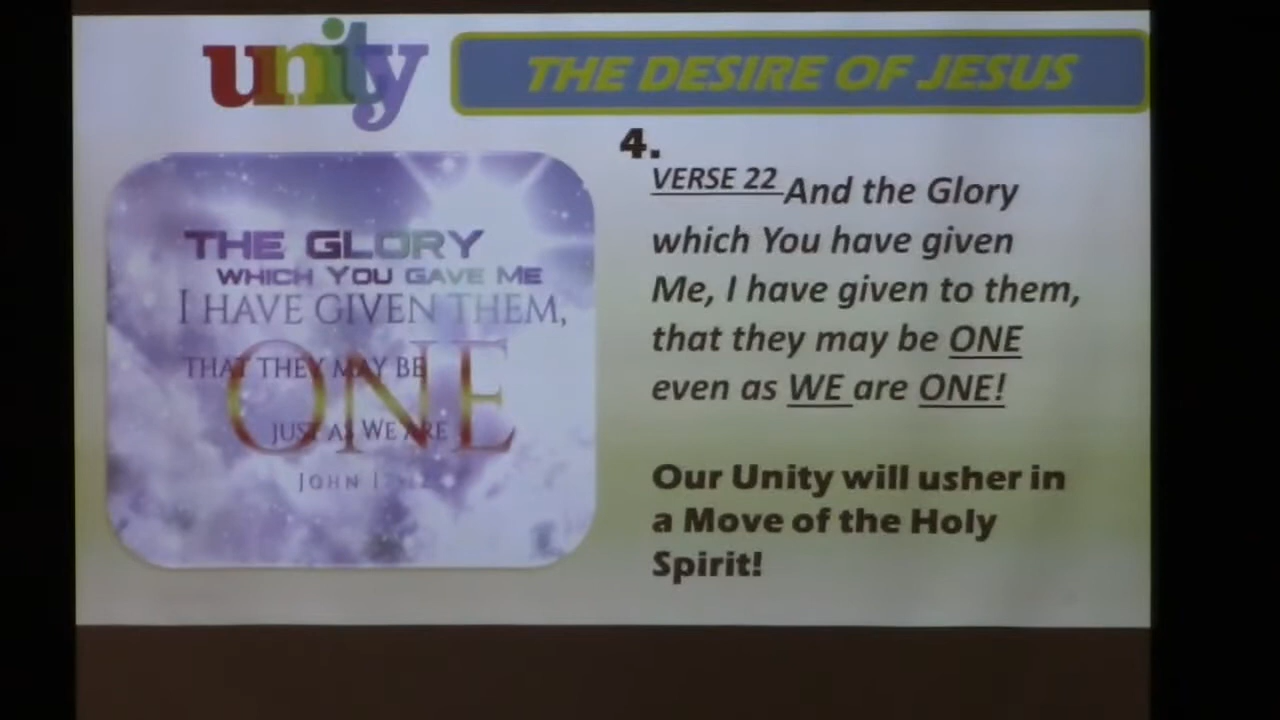 unity
THE DESIRE OF JESUS
THE GLORY
WHICH YOU GAVE ME
I HAVE GIVEN THEM,
THAT THEY MAY BE
ONE
JUST AS WE ARE
JOHN
4.
VERSE 22 And the Glory
which You have given
Me, I have given to them,
that they may be ONE
even as WE are ONE!
Our Unity will usher in
a Move of the Holy
Spirit!